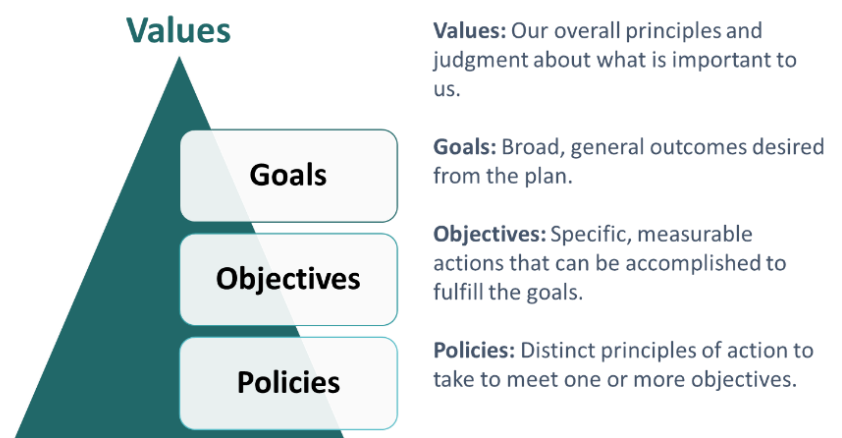 Values
Goals
Objectives
Policies
Values: Our overall principles and
judgment about what is important to
us.
Goals: Broad, general outcomes desired
from the plan.
Objectives: Specific, measurable
actions that can be accomplished to
fulfill the goals.
Policies: Distinct principles of action to
take to meet one or more objectives.